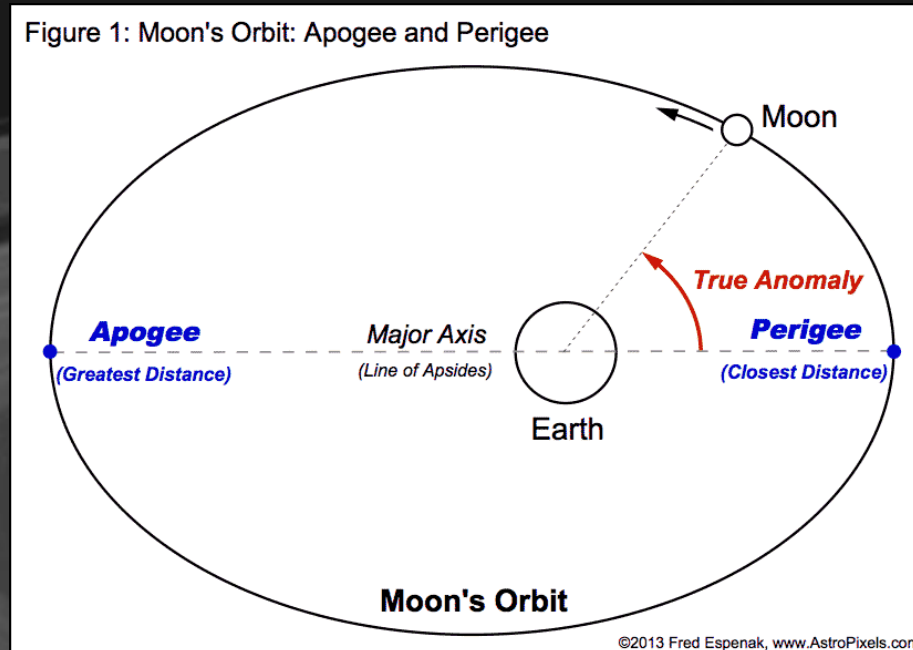 Figure 1: Moon's Orbit: Apogee and Perigee
Moon
True Anomaly
Apogee
(Greatest Distance)
Major Axis
(Line of Apsides)
Perigee
(Closest Distance)
Earth
Moon's Orbit
©2013 Fred Espenak, www.AstroPixels.com